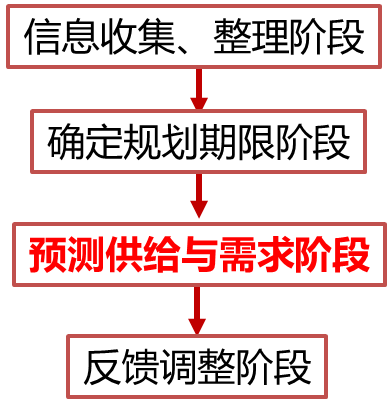 信息收集、整理阶段
确定规划期限阶段
预测供给与需求阶段
反馈调整阶段